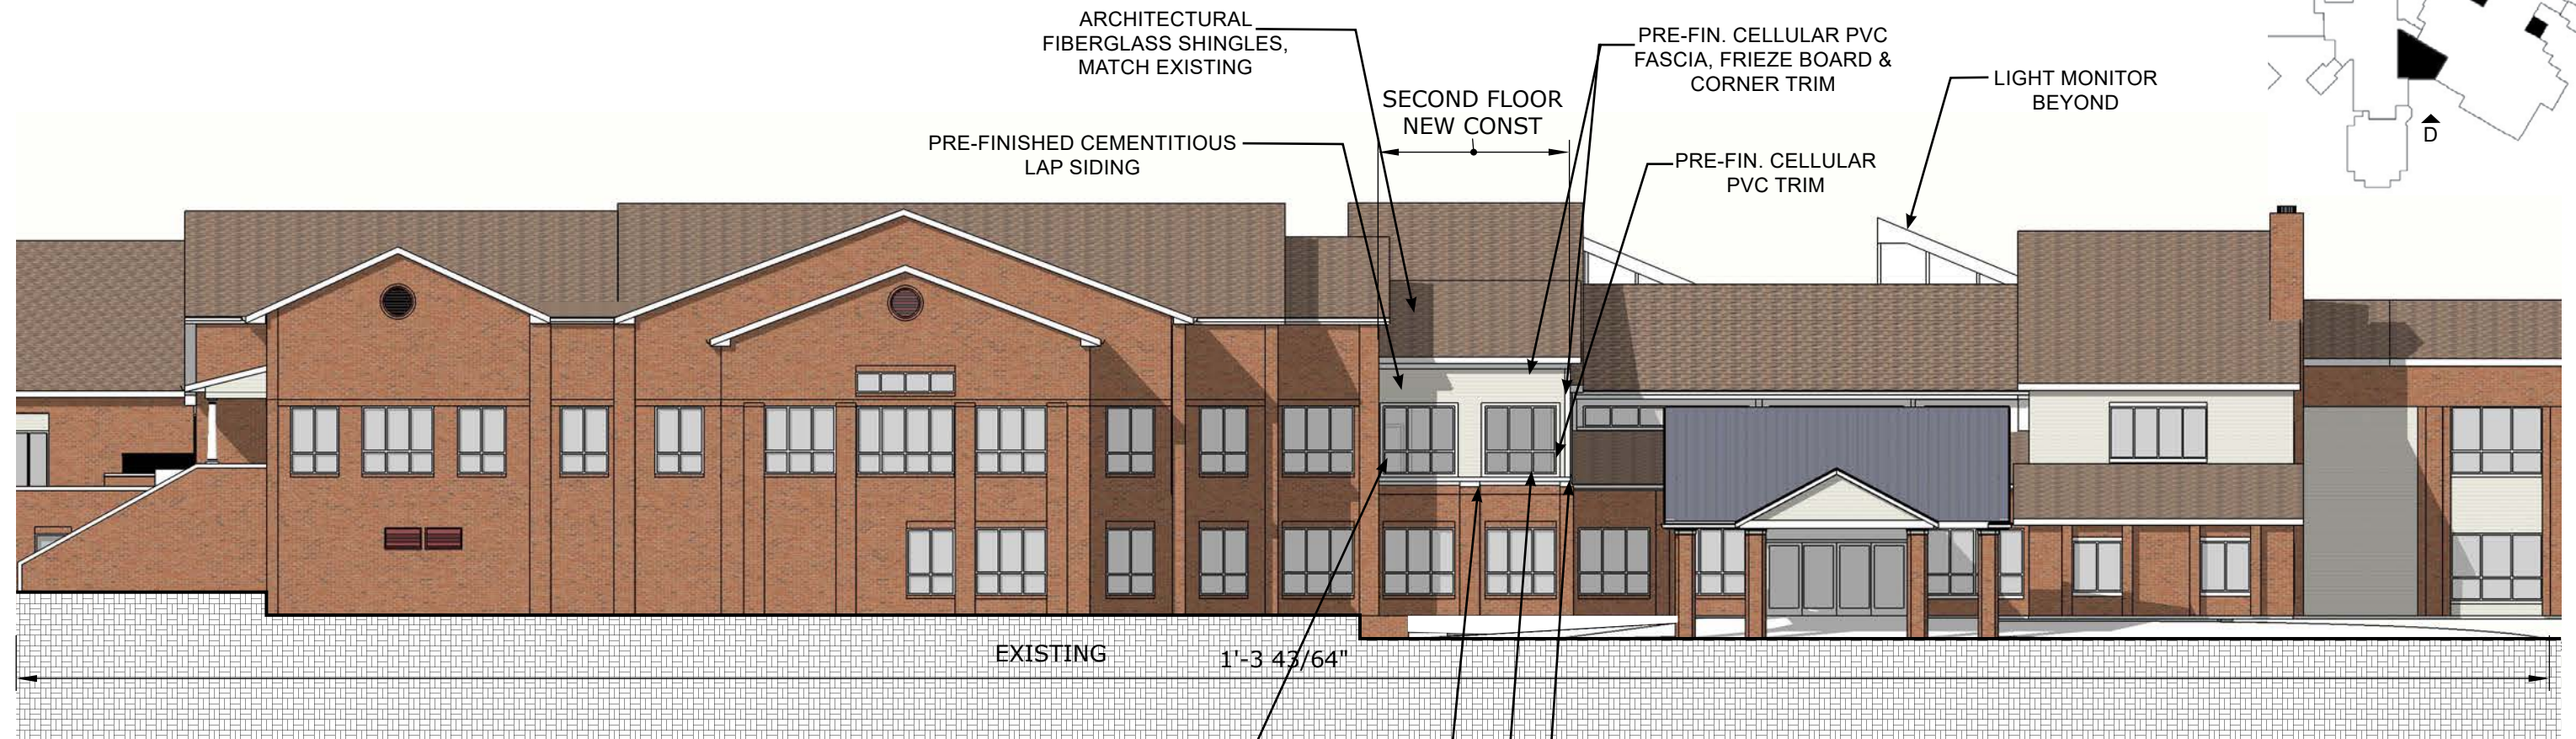 ARCHITECTURAL
FIBERGLASS SHINGLES,
MATCH EXISTING
PRE-FIN. CELLULAR PVC
FASCIA, FRIEZE BOARD &
CORNER TRIM
LIGHT MONITOR
BEYOND
SECOND FLOOR
NEW CONST
D
PRE-FINISHED CEMENTITIOUS
LAP SIDING
PRE-FIN. CELLULAR
PVC TRIM
EXISTING
1'-3 43/64"